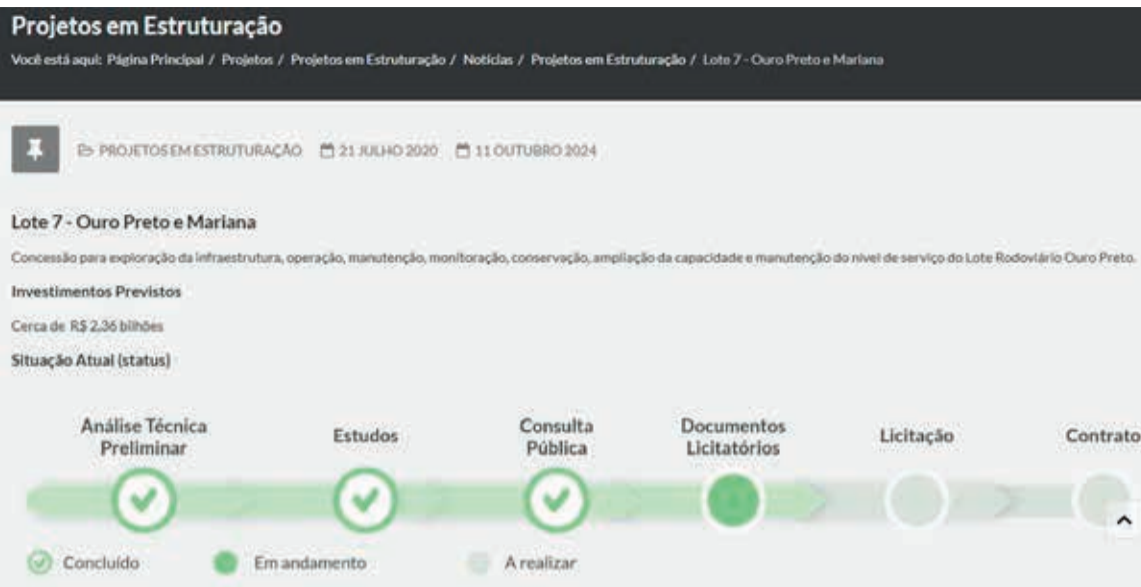 Projetos em Estruturação
Você está aqui: Página Principal / Projetos / Projetos em Estruturação / Notícias / Projetos em Estruturação / Lote 7 - Ouro Preto e Mariana
PROJETOS EM ESTRUTURAÇÃO 21 JULHO 2020 11 OUTUBRO 2024
Lote 7 - Ouro Preto e Mariana
Concessão para exploração da infraestrutura, operação, manutenção, monitoração, conservação, ampliação da capacidade e manutenção do nível de serviço do Lote Rodoviário Ouro Preto.
Investimentos Previstos
Cerca de R$ 2,36 bilhões
Situação Atual (status)
Análise Técnica Preliminar
Estudos
Consulta Pública
Documentos Licitatórios
Licitação
Contrato
Concluído
Em andamento
A realizar